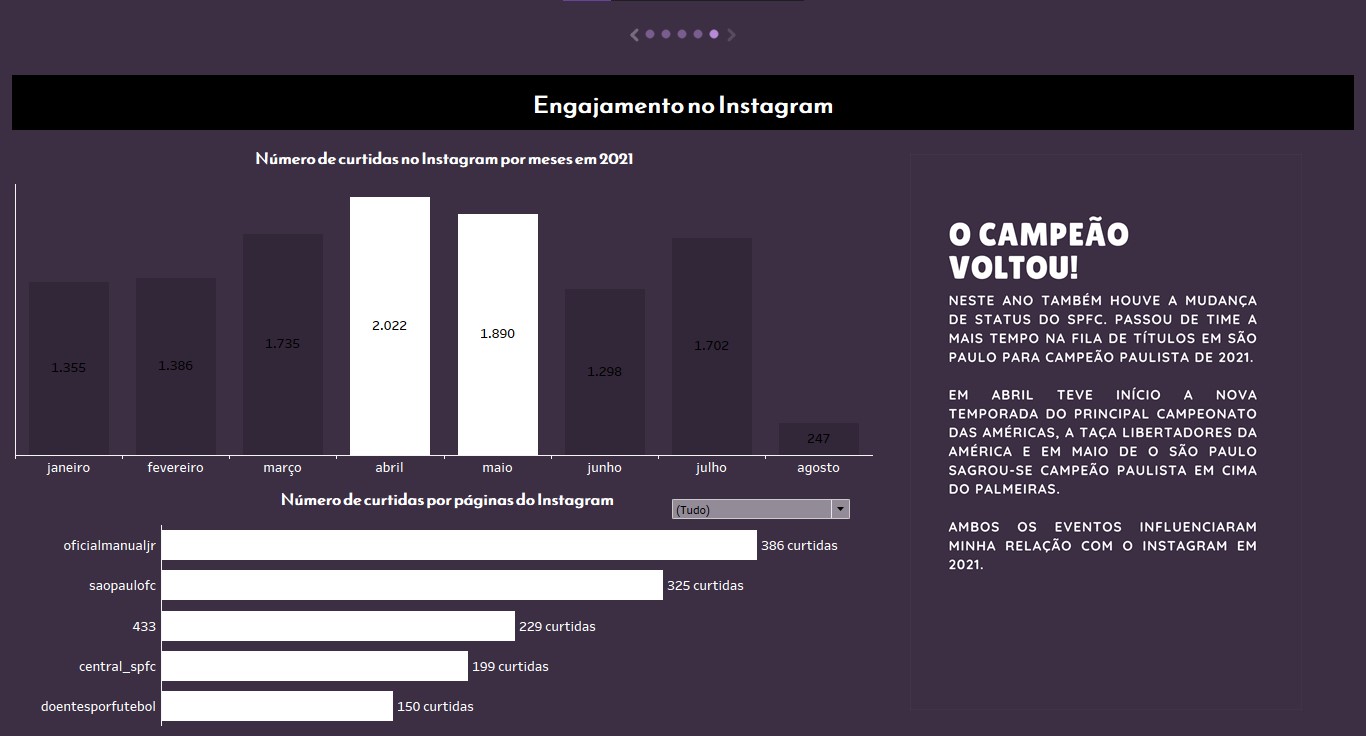 Engajamento no Instagram
Número de curtidas no Instagram por meses em 2021
1.355
1.386
1.735
2.022
1.890
1.298
1.702
247
janeiro
fevereiro
março
abril
maio
junho
julho
agosto
Número de curtidas por páginas do Instagram
(Tudo)
oficialmanualjr 386 curtidas
saopaulofc 325 curtidas
433 229 curtidas
central_spfc 199 curtidas
doentesporfutebol 150 curtidas
O CAMPEÃO
VOLTOU!
NESTE ANO TAMBÉM HOUVE A MUDANÇA
DE STATUS DO SPFC. PASSOU DE TIME A
MAIS TEMPO NA FILA DE TÍTULOS EM SÃO
PAULO PARA CAMPEÃO PAULISTA DE 2021.
EM ABRIL TEVE INÍCIO A NOVA
TEMPORADA DO PRINCIPAL CAMPEONATO
DAS AMÉRICAS, A TAÇA LIBERTADORES DA
AMÉRICA E EM MAIO DE O SÃO PAULO
SAGROU-SE CAMPEÃO PAULISTA EM CIMA
DO PALMEIRAS.
AMBOS OS EVENTOS INFLUENCIARAM
MINHA RELAÇÃO COM O INSTAGRAM EM
2021.